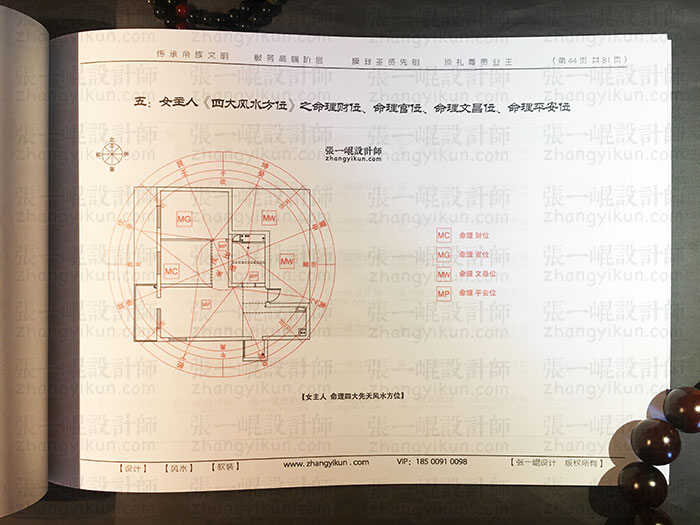 传承帝族文明 服务高端阶层 操拜圣贤先祖 顶礼尊贵业主 （第44页 共81页）
五：女主人《四大风水方位》之命理财位、命理官位、命理文昌位、命理平安位
張一崐設計師
zhangyikun.com
MG
MW
MP
MW
MC
MP
MP
MC 命理 财位
MG 命理 官位
MW 命理 文昌位
MP 命理 平安位
【女主人 命理四大先天风水方位】
【设计】 【风水】 【软装】 www.zhangyikun.com VIP：185 0091 0098 【张一崐设计 版权所有】